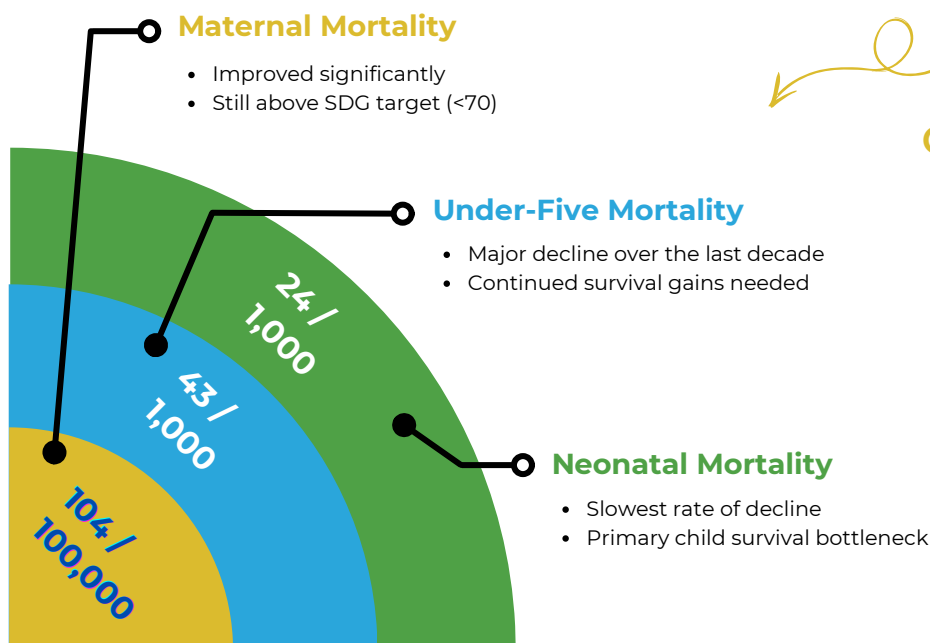 Maternal Mortality
• Improved significantly
• Still above SDG target (<70)
Under-Five Mortality
• Major decline over the last decade
• Continued survival gains needed
24 /
1,000
43 /
1,000
Neonatal Mortality
• Slowest rate of decline
• Primary child survival bottleneck
104 /
100,000